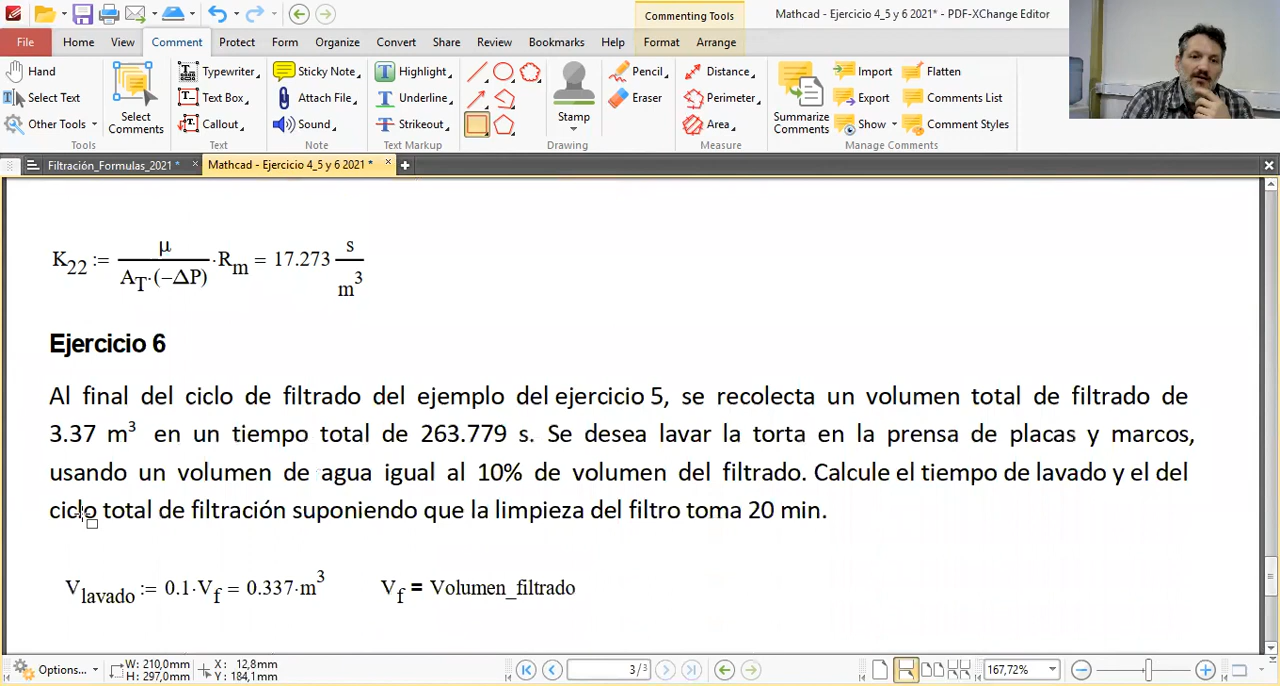 Commenting Tools
Mathcad - Ejercicio 4_5 y 6 2021* - PDF-XChange Editor
File Home View Comment Protect Form Organize Convert Share Review Bookmarks Help Format Arrange
Hand
Select Text
Other Tools
Tools
Select Comments
Typewriter
Text Box
Callout
Text
Sticky Note
Attach File
Sound
Note
Highlight
Underline
Strikeout
Text Markup
Drawing
Pencil
Eraser
Stamp
Distance
Perimeter
Area
Measure
Summarize Comments
Import
Export
Show
Flatten
Comments List
Comment Styles
Manage Comments
Filtración_Formulas_2021 *
Mathcad - Ejercicio 4_5 y 6 2021 *
K22 := μ / (AT·(−ΔP)) · Rm = 17.273 s / m³
Ejercicio 6
Al final del ciclo de filtrado del ejemplo del ejercicio 5, se recolecta un volumen total de filtrado de
3.37 m³ en un tiempo total de 263.779 s. Se desea lavar la torta en la prensa de placas y marcos,
usando un volumen de agua igual al 10% de volumen del filtrado. Calcule el tiempo de lavado y el del
ciclo total de filtración suponiendo que la limpieza del filtro toma 20 min.
Vlavado := 0.1·Vf = 0.337·m³ Vf = Volumen_filtrado
Options...
W: 210,0mm
H: 297,0mm
X: 12,8mm
Y: 184,1mm
3/3
167,72%